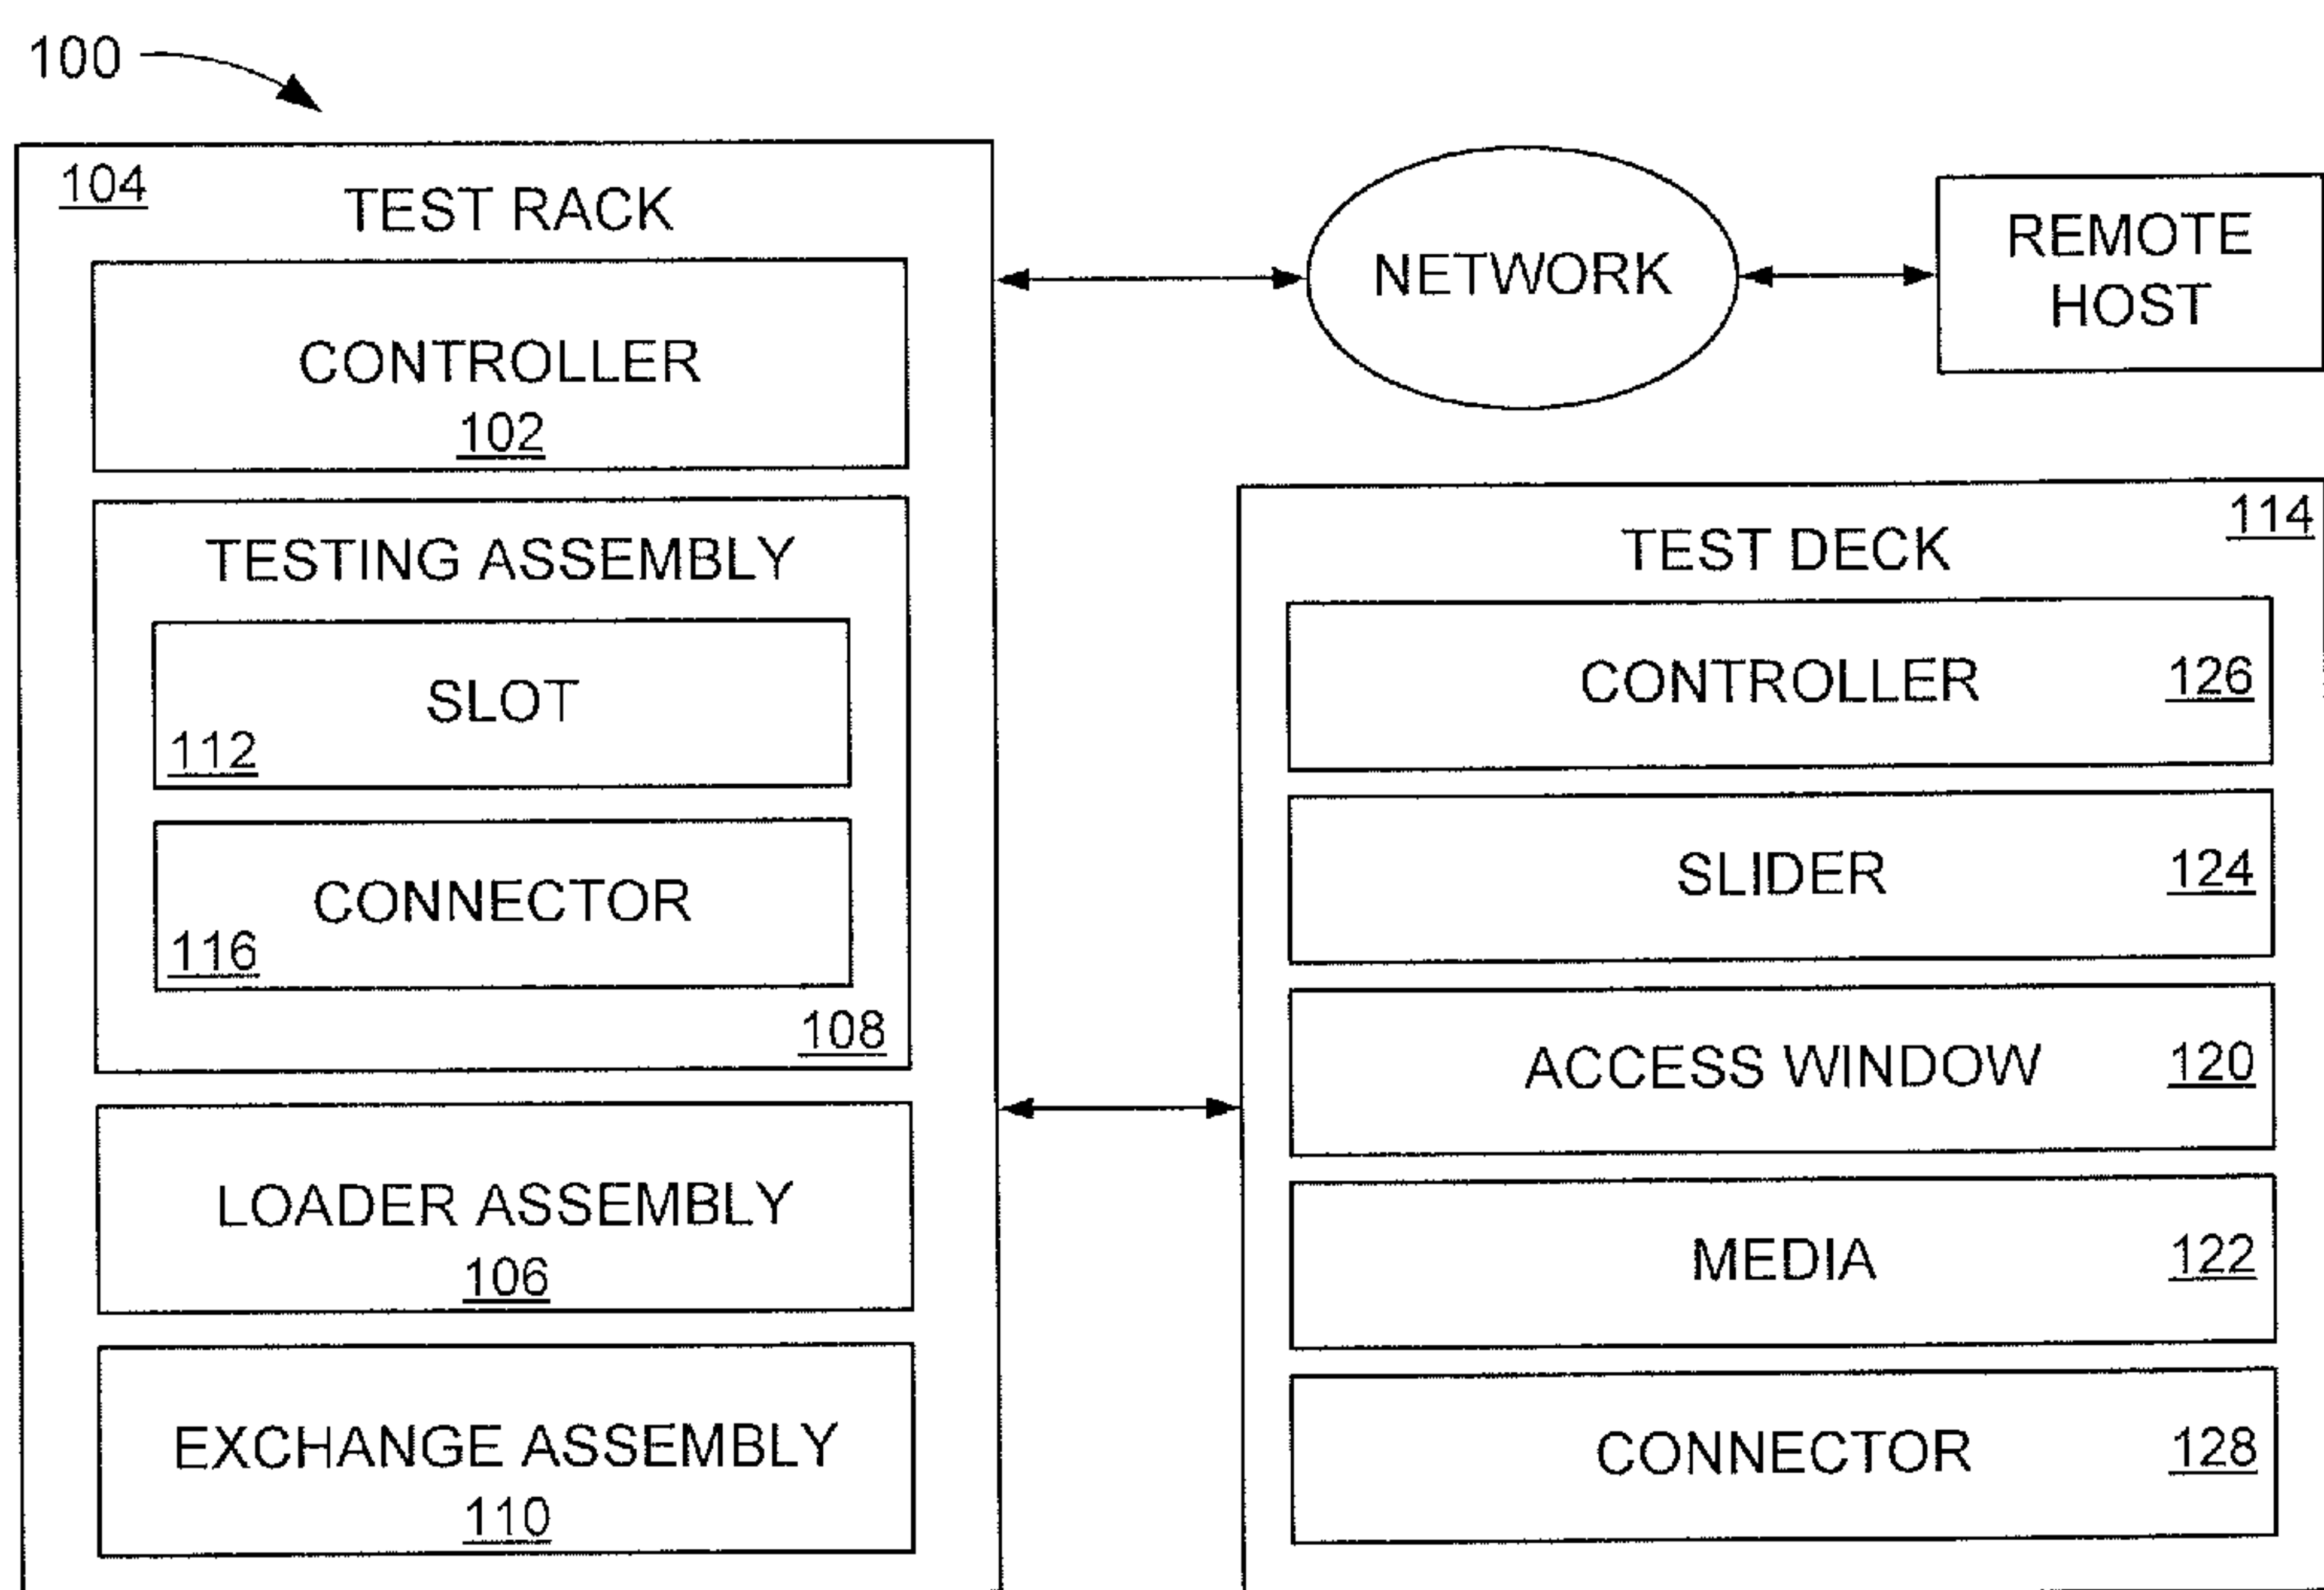 100
104
TEST RACK
CONTROLLER
102
TESTING ASSEMBLY
SLOT
112
CONNECTOR
116
108
LOADER ASSEMBLY
106
EXCHANGE ASSEMBLY
110
NETWORK
REMOTE
HOST
114
TEST DECK
CONTROLLER 126
SLIDER 124
ACCESS WINDOW 120
MEDIA 122
CONNECTOR 128